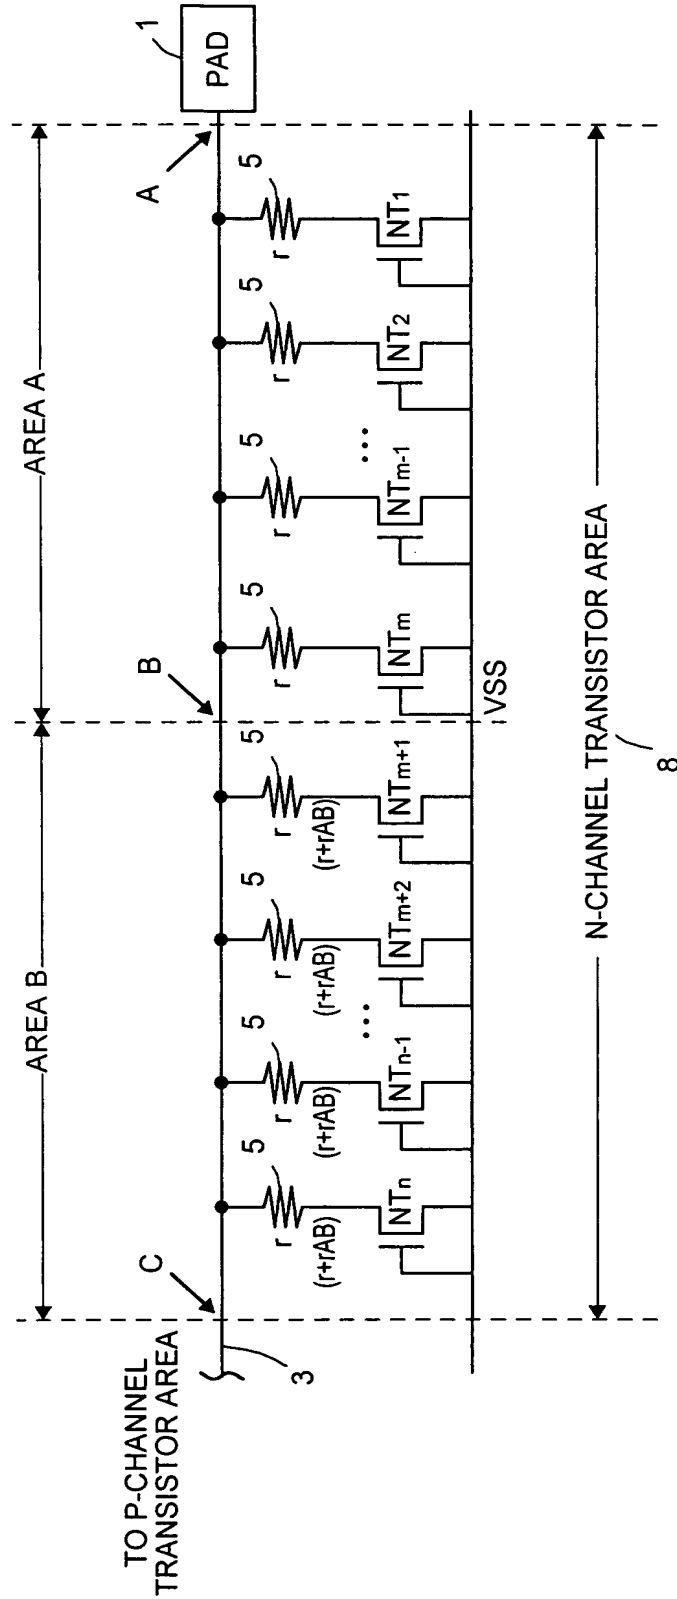 TO P-CHANNEL
TRANSISTOR AREA
3
AREA B
AREA A
C
B
A
1
PAD
5
5
5
5
5
5
5
5
r
r
r
r
r
r
r
r
(r+rAB)
(r+rAB)
(r+rAB)
(r+rAB)
NTn
NTn-1
...
NTm+2
NTm+1
NTm
NTm-1
...
NT2
NT1
VSS
N-CHANNEL TRANSISTOR AREA
8